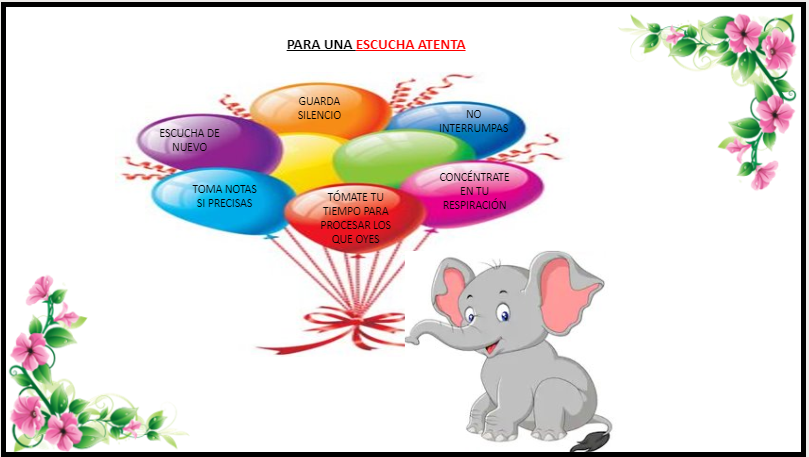 PARA UNA ESCUCHA ATENTA
GUARDA
SILENCIO
NO
INTERRUMPAS
ESCUCHA DE
NUEVO
TOMA NOTAS
SI PRECISAS
TÓMATE TU
TIEMPO PARA
PROCESAR LOS
QUE OYES
CONCÉNTRATE
EN TU
RESPIRACIÓN